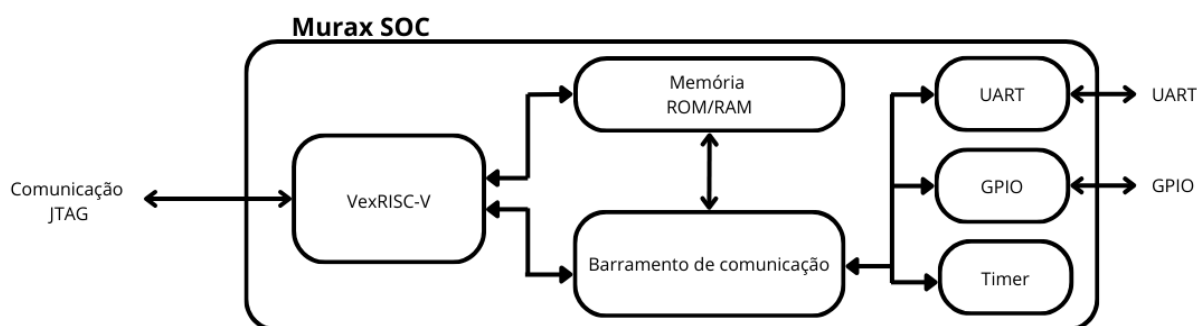 Murax SOC
Memória
ROM/RAM
UART
UART
Comunicação
JTAG
VexRISC-V
GPIO
GPIO
Barramento de comunicação
Timer